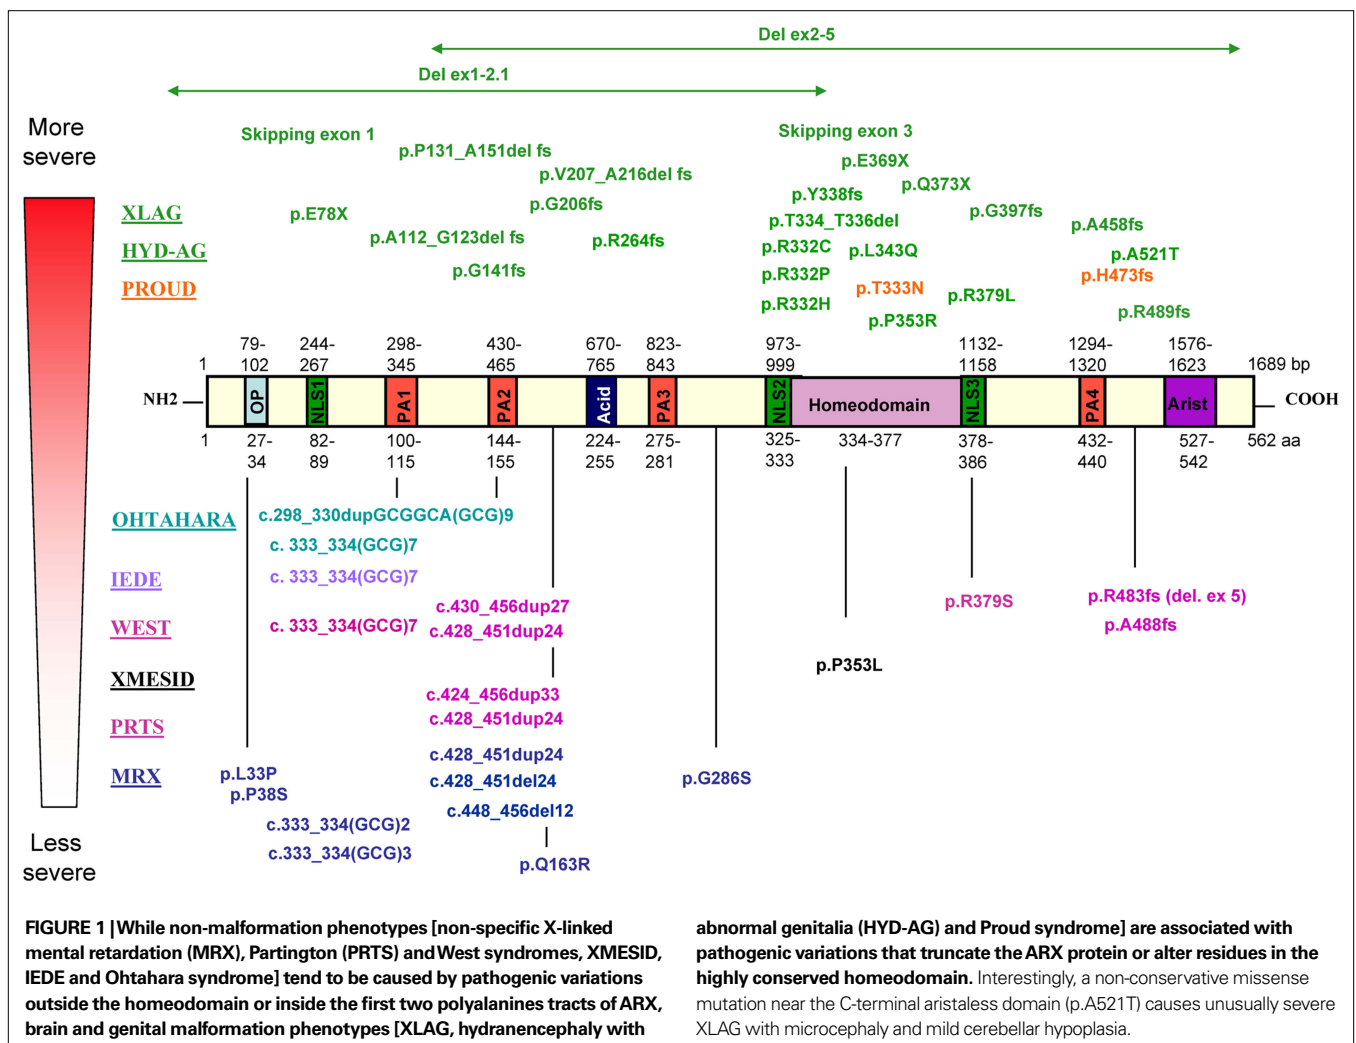 Del ex2-5
Del ex1-2.1
More
severe
Skipping exon 1
Skipping exon 3
p.P131_A151del fs
p.E369X
p.V207_A216del fs
p.Q373X
p.Y338fs
XLAG
p.E78X
p.G206fs
p.T334_T336del
p.G397fs
p.A458fs
p.A112_G123del fs
p.R264fs
HYD-AG
p.R332C
p.L343Q
p.A521T
p.G141fs
p.R332P
p.H473fs
PROUD
p.T333N
p.R379L
p.R332H
p.P353R
p.R489fs
79- 244- 298- 430- 670- 823- 973- 1132- 1294- 1576-
1 102 267 345 465 765 843 999 1158 1320 1623 1689 bp
NH2 OP NLS1 PA1 PA2 Acid PA3 NLS2 Homeodomain NLS3 PA4 Arist COOH
1 27- 82- 100- 144- 224- 275- 325- 334-377 378- 432- 527- 562 aa
34 89 115 155 255 281 333 386 440 542
OHTAHARA
c.298_330dupGCGGCA(GCG)9
c. 333_334(GCG)7
IEDE
c. 333_334(GCG)7
c.430_456dup27
p.R379S
p.R483fs (del. ex 5)
WEST
c. 333_334(GCG)7
c.428_451dup24
p.A488fs
p.P353L
XMESID
c.424_456dup33
PRTS
c.428_451dup24
c.428_451dup24
MRX
p.L33P
c.428_451del24
p.G286S
p.P38S
c.448_456del12
c.333_334(GCG)2
c.333_334(GCG)3
p.Q163R
Less
severe
FIGURE 1 | While non-malformation phenotypes [non-specific X-linked
mental retardation (MRX), Partington (PRTS) and West syndromes, XMESID,
IEDE and Ohtahara syndrome] tend to be caused by pathogenic variations
outside the homeodomain or inside the first two polyalanines tracts of ARX,
brain and genital malformation phenotypes [XLAG, hydranencephaly with
abnormal genitalia (HYD-AG) and Proud syndrome] are associated with
pathogenic variations that truncate the ARX protein or alter residues in the
highly conserved homeodomain. Interestingly, a non-conservative missense
mutation near the C-terminal aristaless domain (p.A521T) causes unusually severe
XLAG with microcephaly and mild cerebellar hypoplasia.